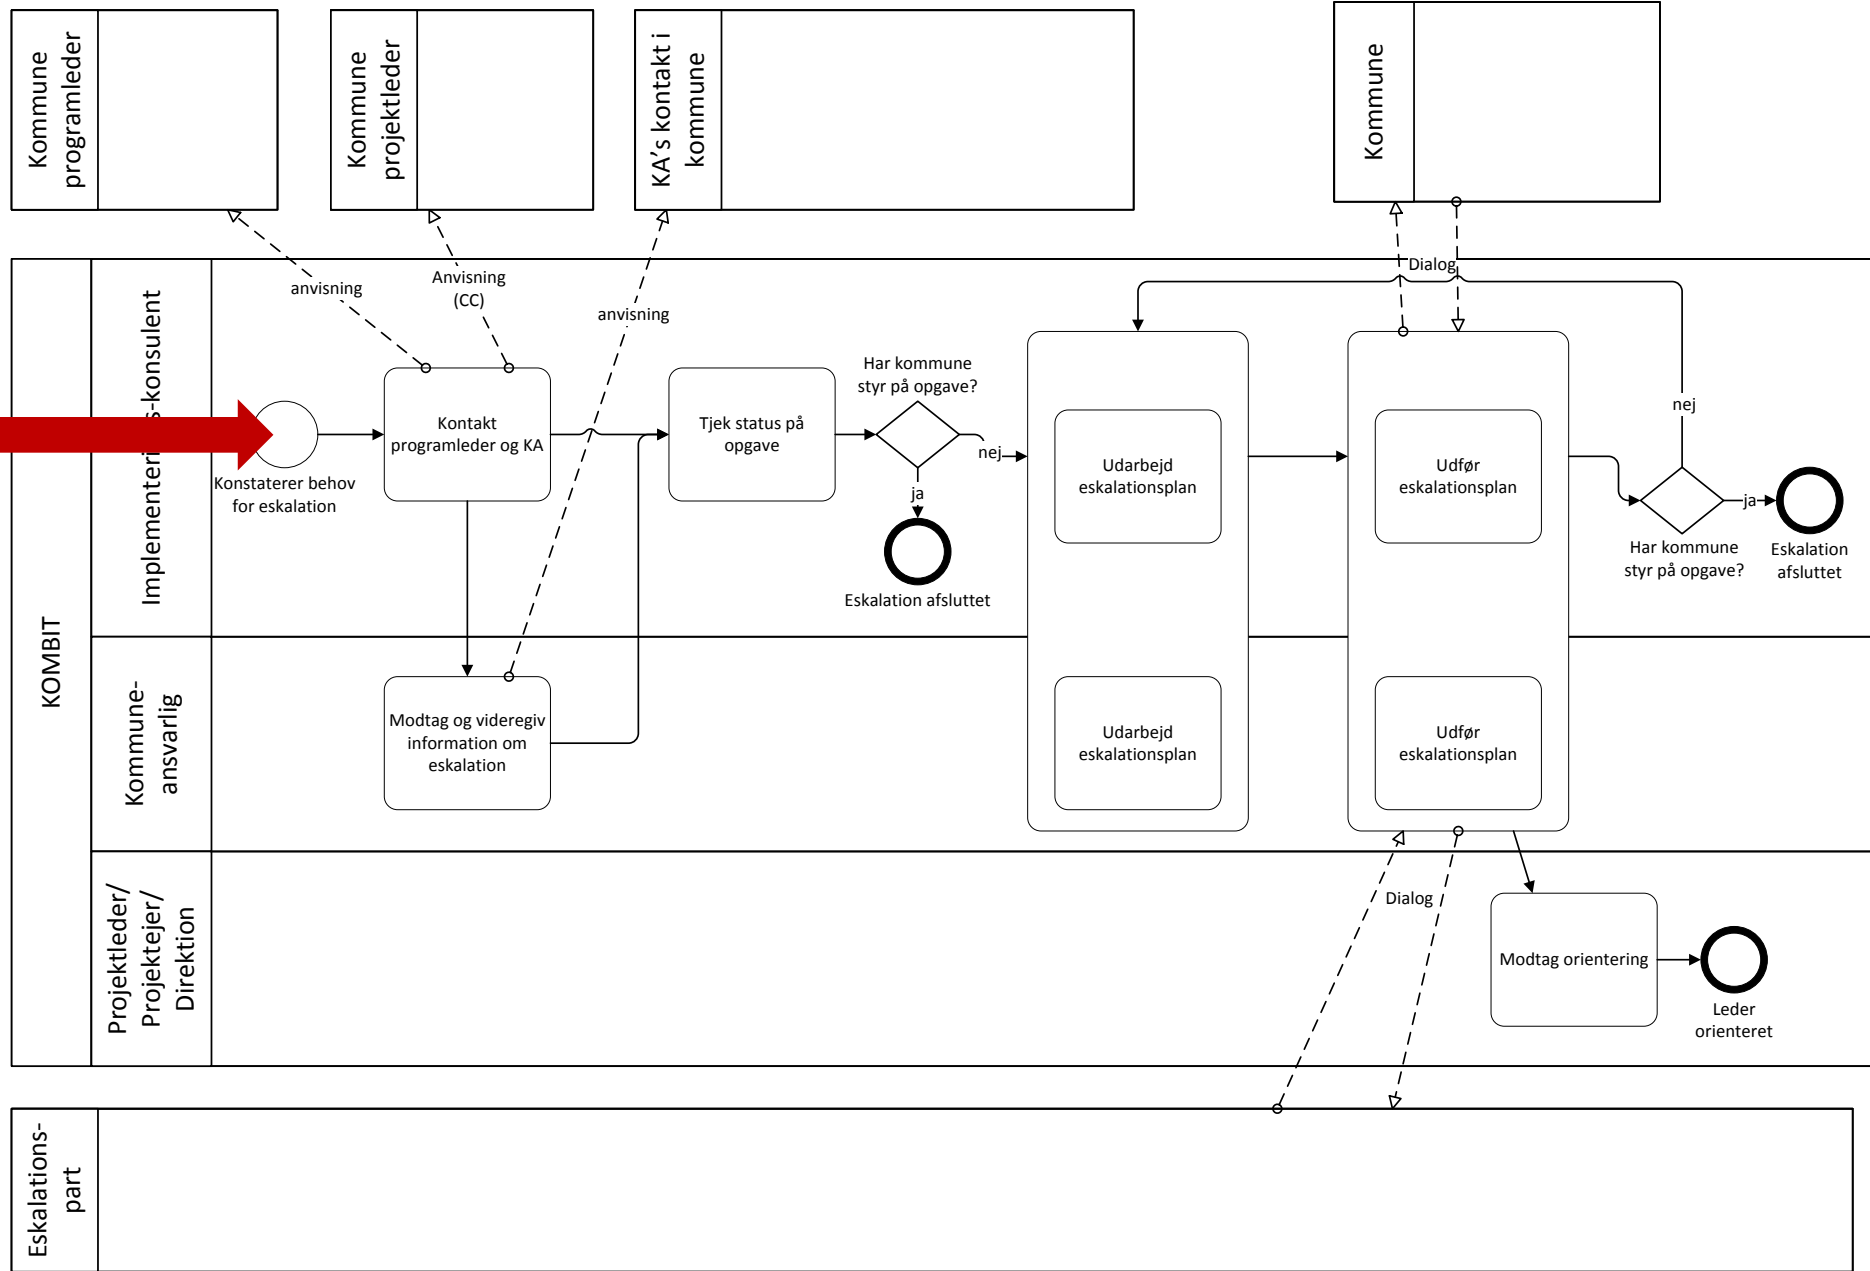 Kommune
programleder
Kommune
projektleder
KA's kontakt i
kommune
Kommune
KOMBIT
Implementerings-konsulent
anvisning
Anvisning
(CC)
anvisning
Dialog
Konstaterer behov
for eskalation
Kontakt
programleder og KA
Tjek status på
opgave
Har kommune
styr på opgave?
nej
ja
Eskalation afsluttet
Udarbejd
eskalationsplan
Udfør
eskalationsplan
nej
ja
Har kommune
styr på opgave?
Eskalation
afsluttet
Kommune-
ansvarlig
Modtag og videregiv
information om
eskalation
Udarbejd
eskalationsplan
Udfør
eskalationsplan
Projektleder/
Projektejer/
Direktion
Dialog
Modtag orientering
Leder
orienteret
Eskalations-
part